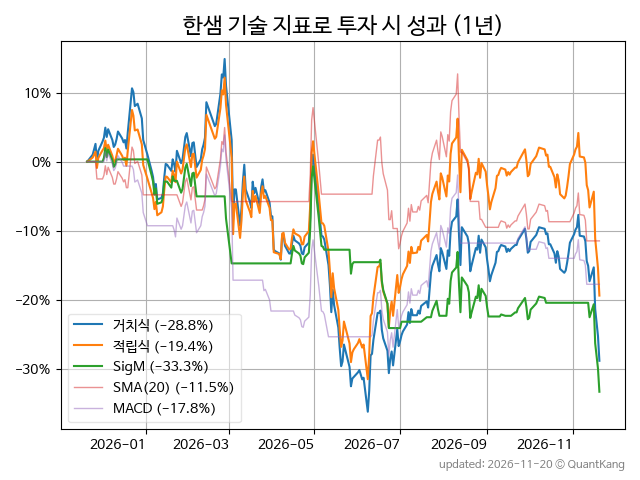 한샘 기술 지표로 투자 시 성과 (1년)
10%
0%
−10%
−20%
−30%
거치식 (−28.8%)
적립식 (−19.4%)
SigM (−33.3%)
SMA(20) (−11.5%)
MACD (−17.8%)
2026-01 2026-03 2026-05 2026-07 2026-09 2026-11
updated: 2026-11-20 © QuantKang